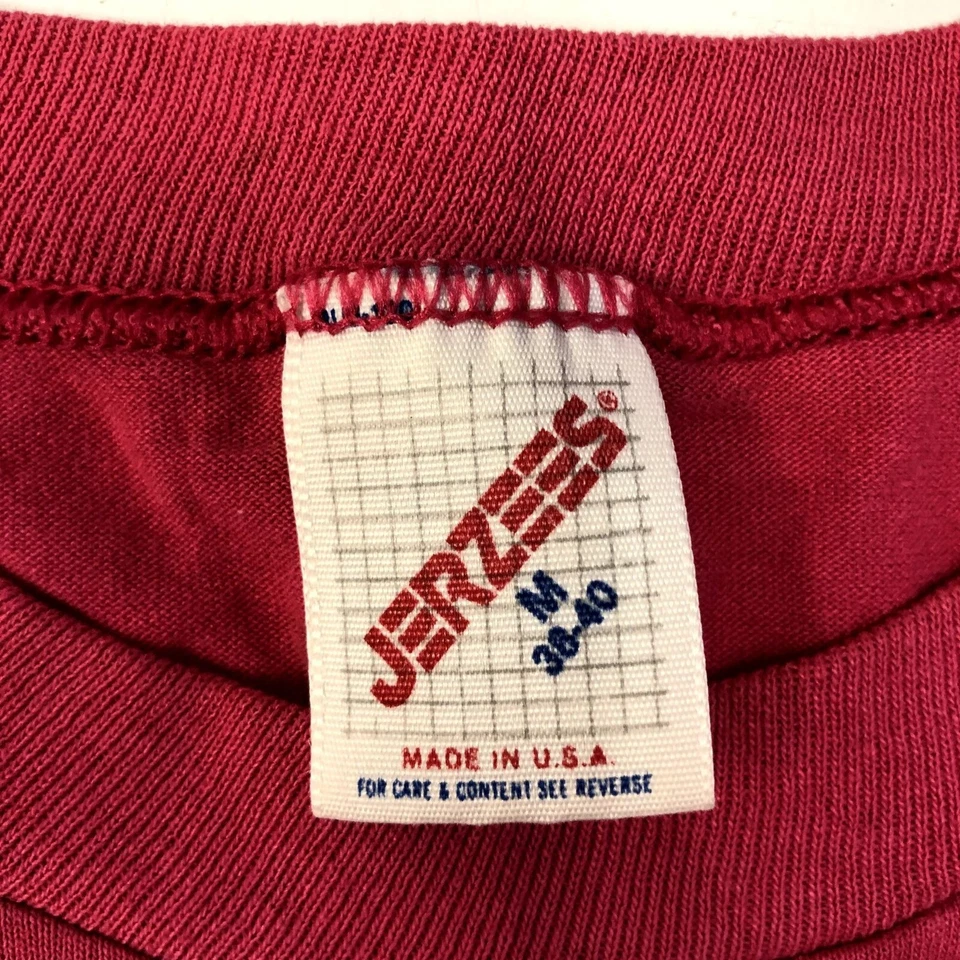 JERZEES®
M
38-40
MADE IN U.S.A.
FOR CARE & CONTENT SEE REVERSE